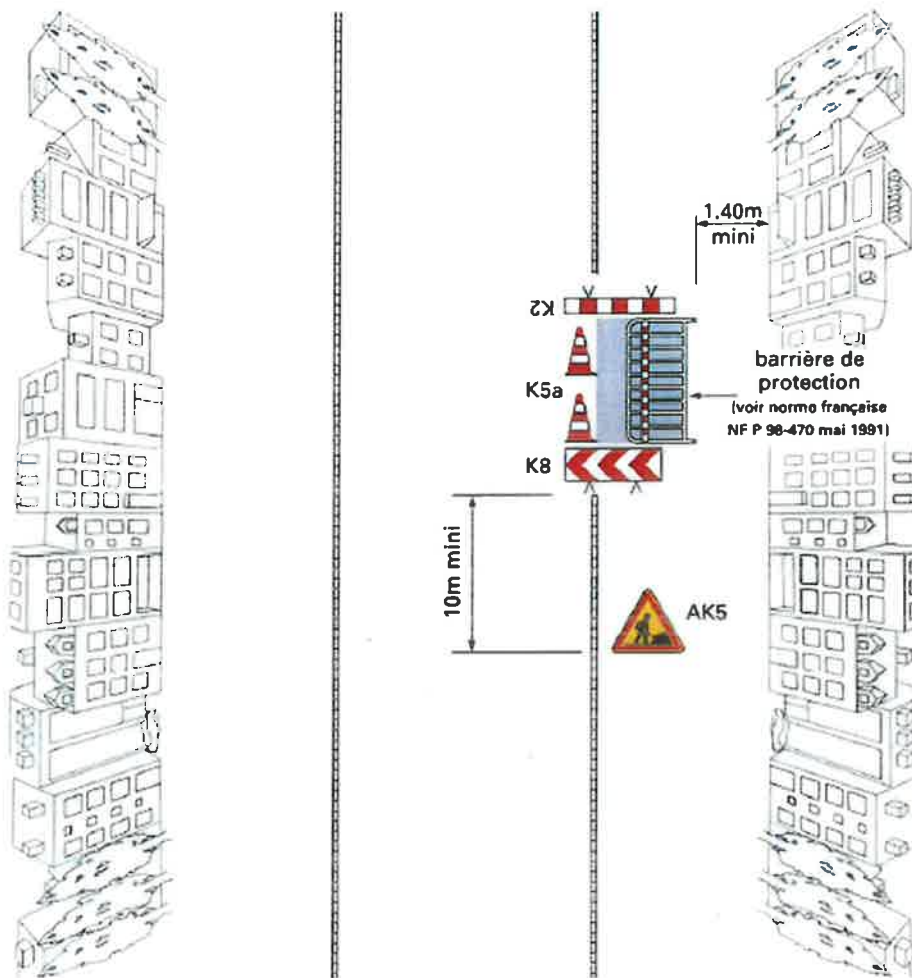 1.40m
mini
K2
barrière de
protection
(voir normo française
NF P 98-470 mai 1991)
K5a
K8
10m mini
AK5